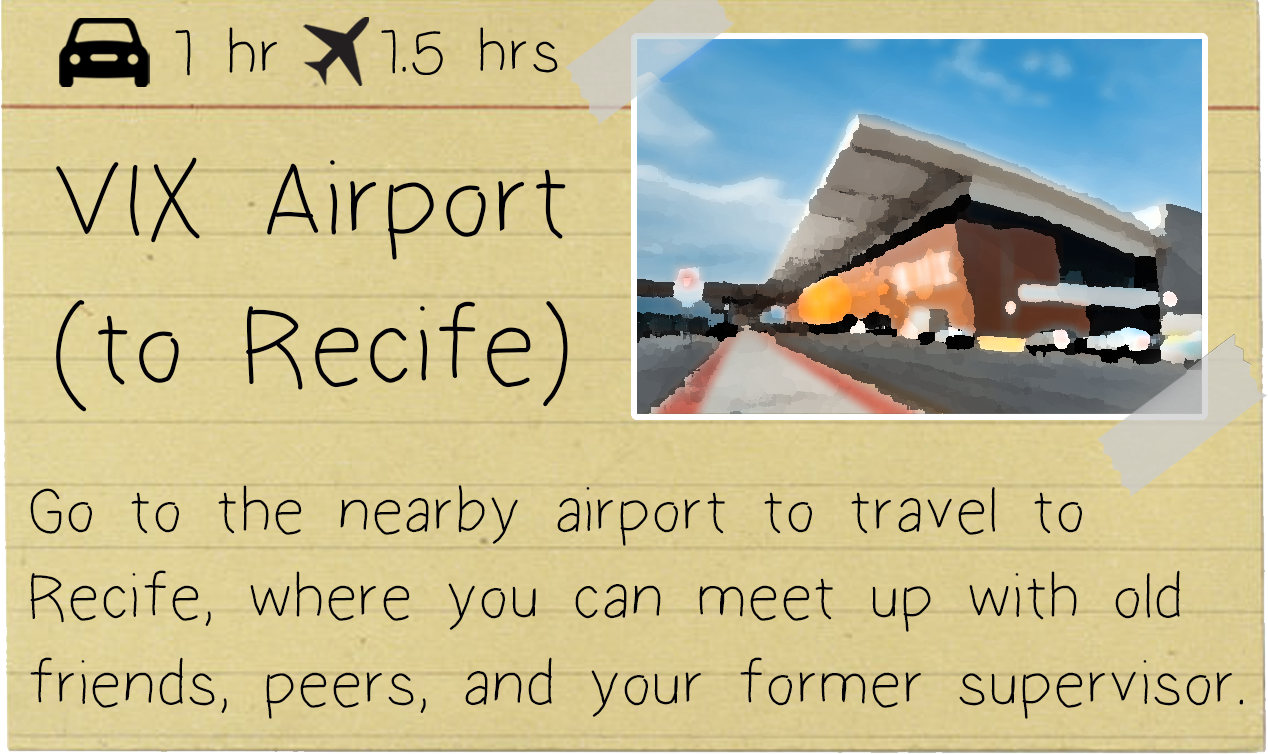 1 hr 1.5 hrs
VIX Airport
(to Recife)
Go to the nearby airport to travel to
Recife, where you can meet up with old
friends, peers, and your former supervisor.